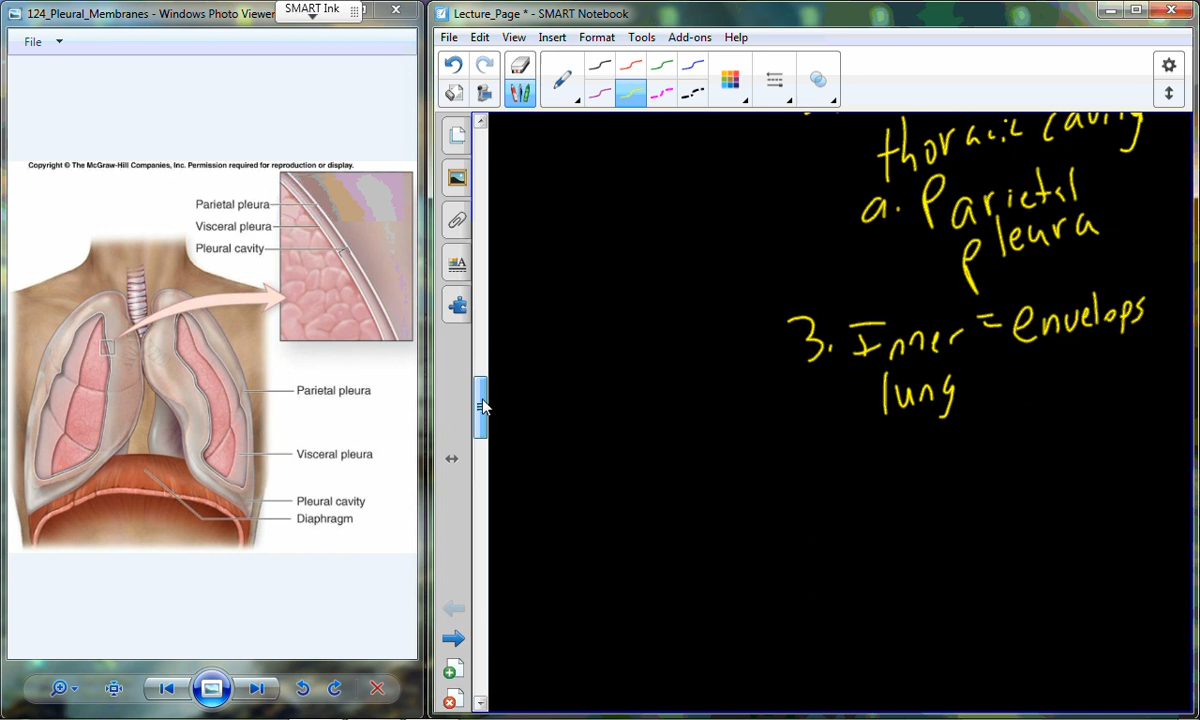 124_Pleural_Membranes - Windows Photo Viewer
SMART Ink
File
Copyright © The McGraw-Hill Companies, Inc. Permission required for reproduction or display.
Parietal pleura
Visceral pleura
Pleural cavity
Parietal pleura
Visceral pleura
Pleural cavity
Diaphragm
Lecture_Page * - SMART Notebook
File Edit View Insert Format Tools Add-ons Help
thoracic cavity
a. Parietal
pleura
3. Inner = envelops
lung